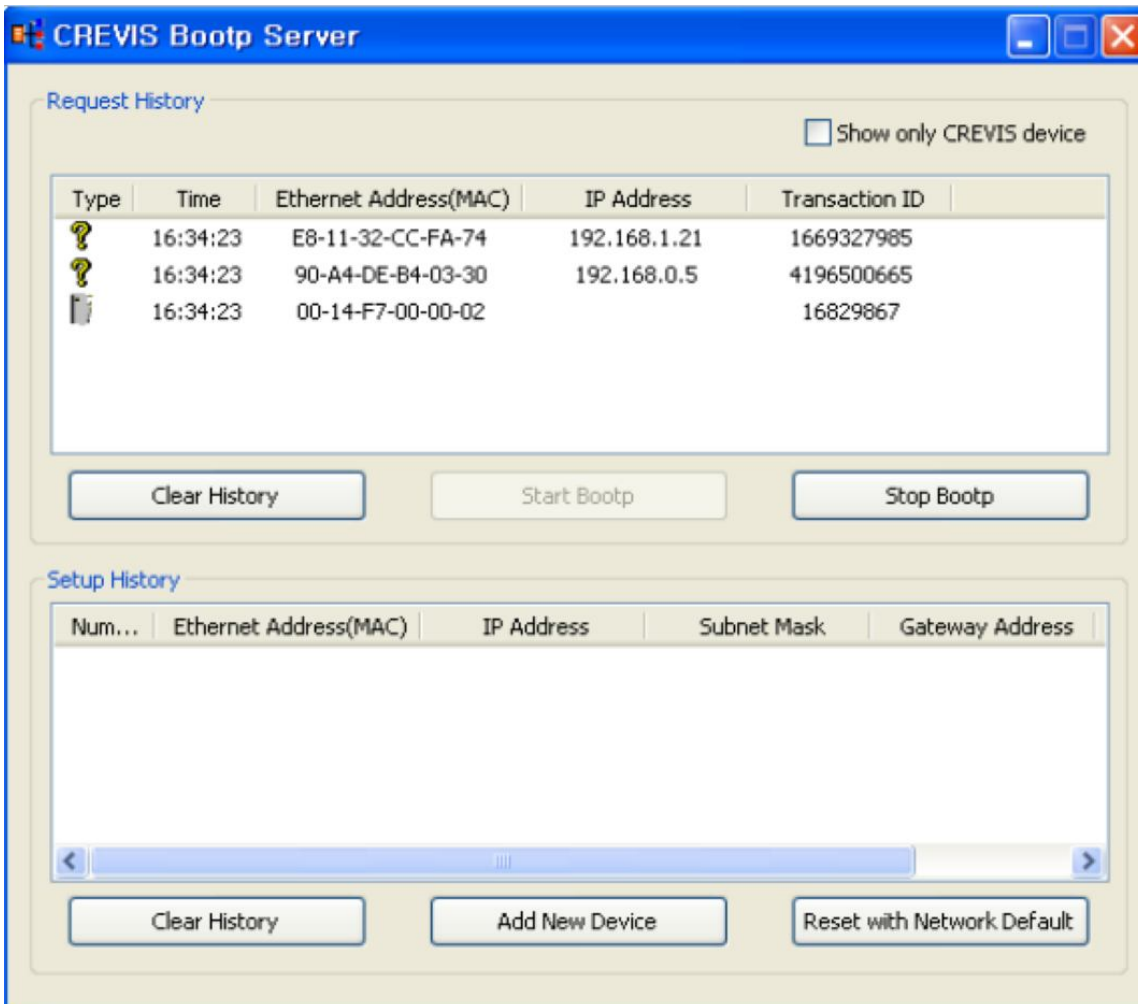 CREVIS Bootp Server
Request History
Show only CREVIS device
Type Time Ethernet Address(MAC) IP Address Transaction ID
16:34:23 E8-11-32-CC-FA-74 192.168.1.21 1669327985
16:34:23 90-A4-DE-B4-03-30 192.168.0.5 4196500665
16:34:23 00-14-F7-00-00-02 16829867
Clear History Start Bootp Stop Bootp
Setup History
Num... Ethernet Address(MAC) IP Address Subnet Mask Gateway Address
Clear History Add New Device Reset with Network Default